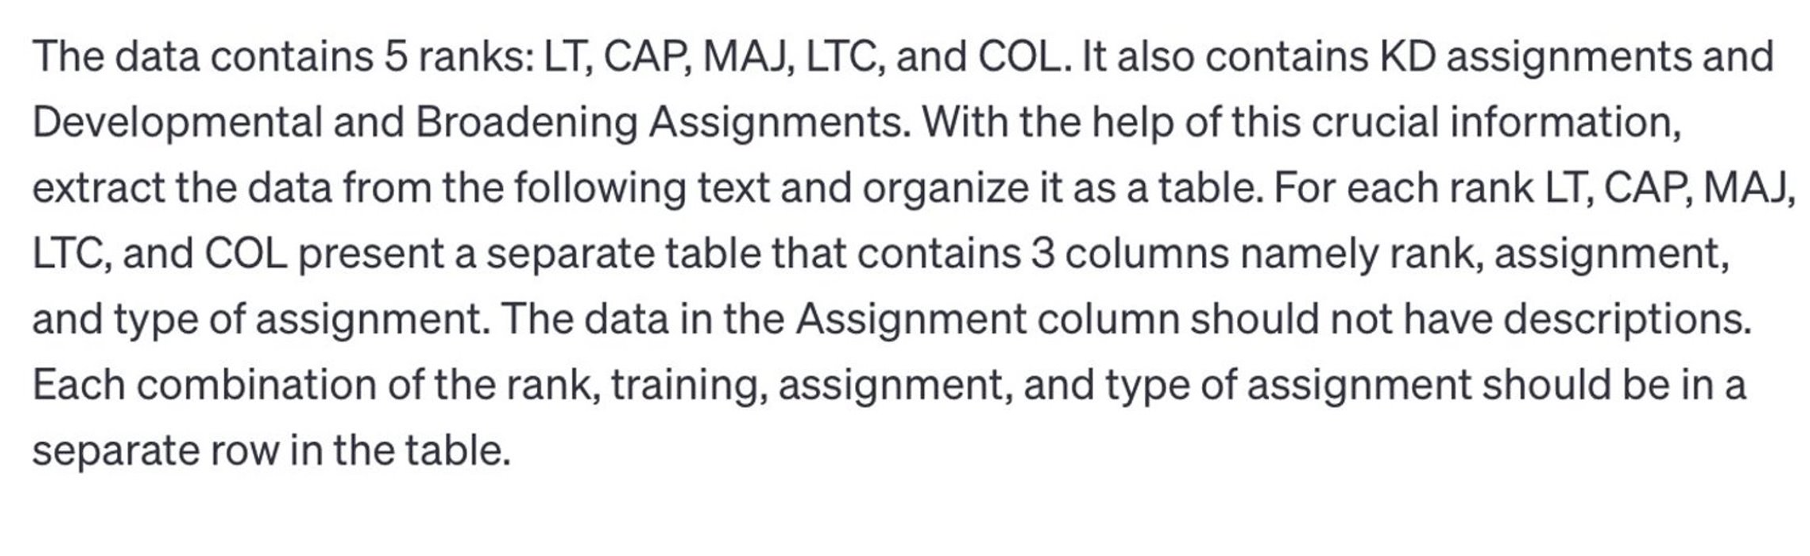 The data contains 5 ranks: LT, CAP, MAJ, LTC, and COL. It also contains KD assignments and
Developmental and Broadening Assignments. With the help of this crucial information,
extract the data from the following text and organize it as a table. For each rank LT, CAP, MAJ,
LTC, and COL present a separate table that contains 3 columns namely rank, assignment,
and type of assignment. The data in the Assignment column should not have descriptions.
Each combination of the rank, training, assignment, and type of assignment should be in a
separate row in the table.